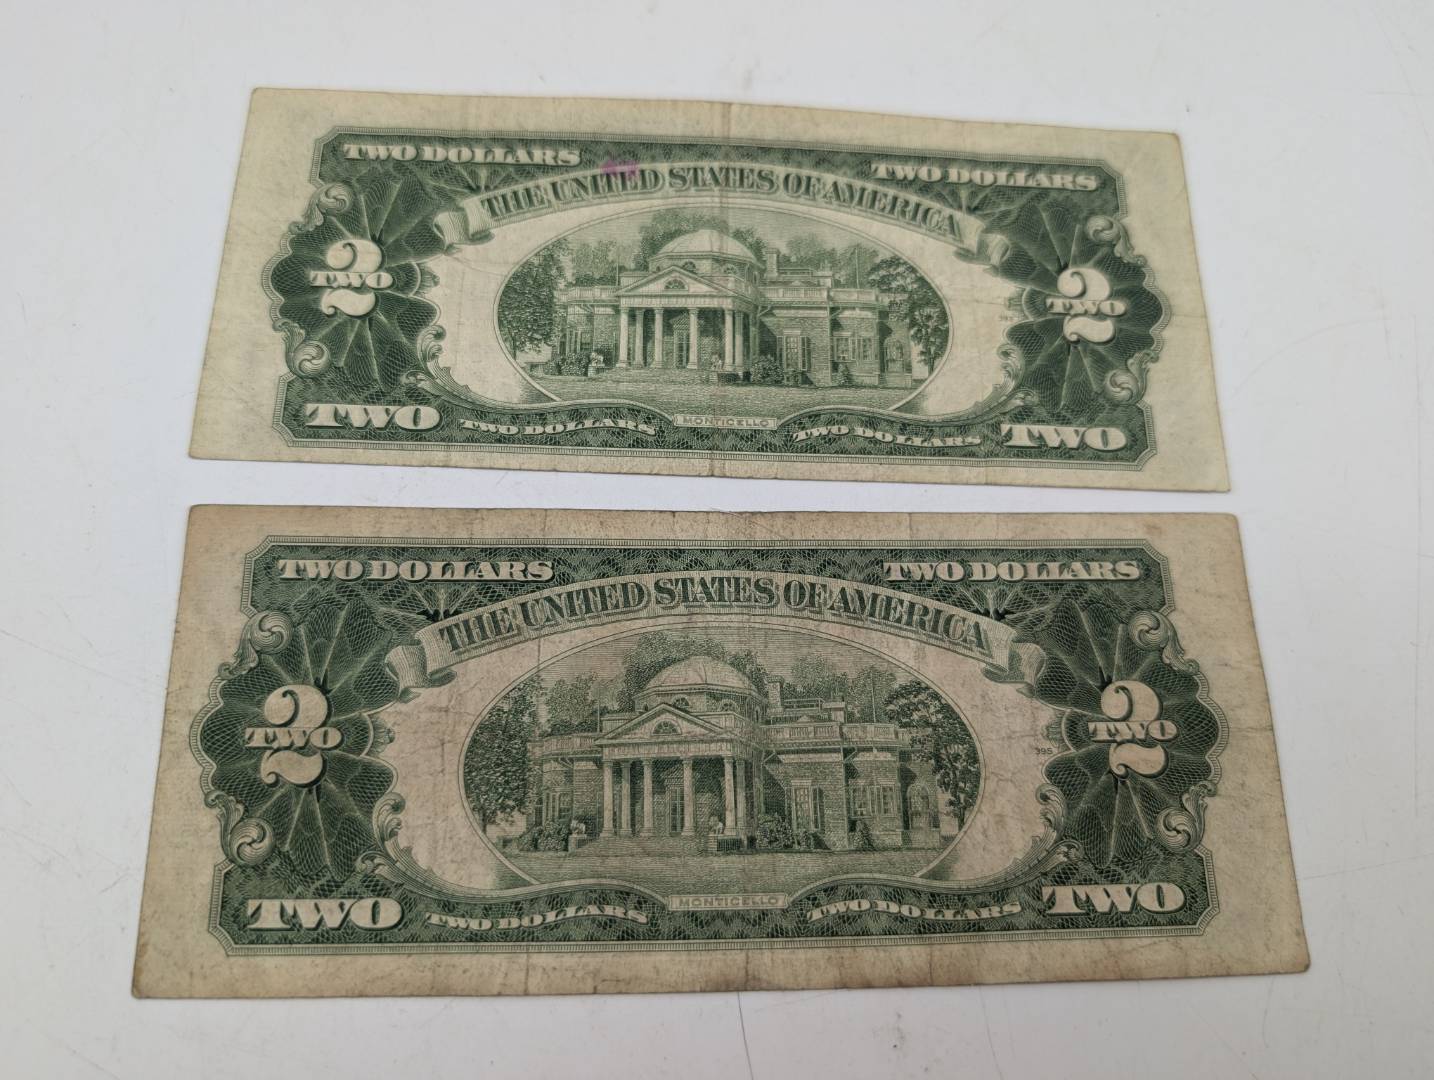 TWO DOLLARS TWO DOLLARS
THE UNITED STATES OF AMERICA
2 TWO 2 TWO
TWO TWO DOLLARS MONTICELLO TWO DOLLARS TWO
TWO DOLLARS TWO DOLLARS
THE UNITED STATES OF AMERICA
2 TWO 395 2 TWO
TWO TWO DOLLARS MONTICELLO TWO DOLLARS TWO